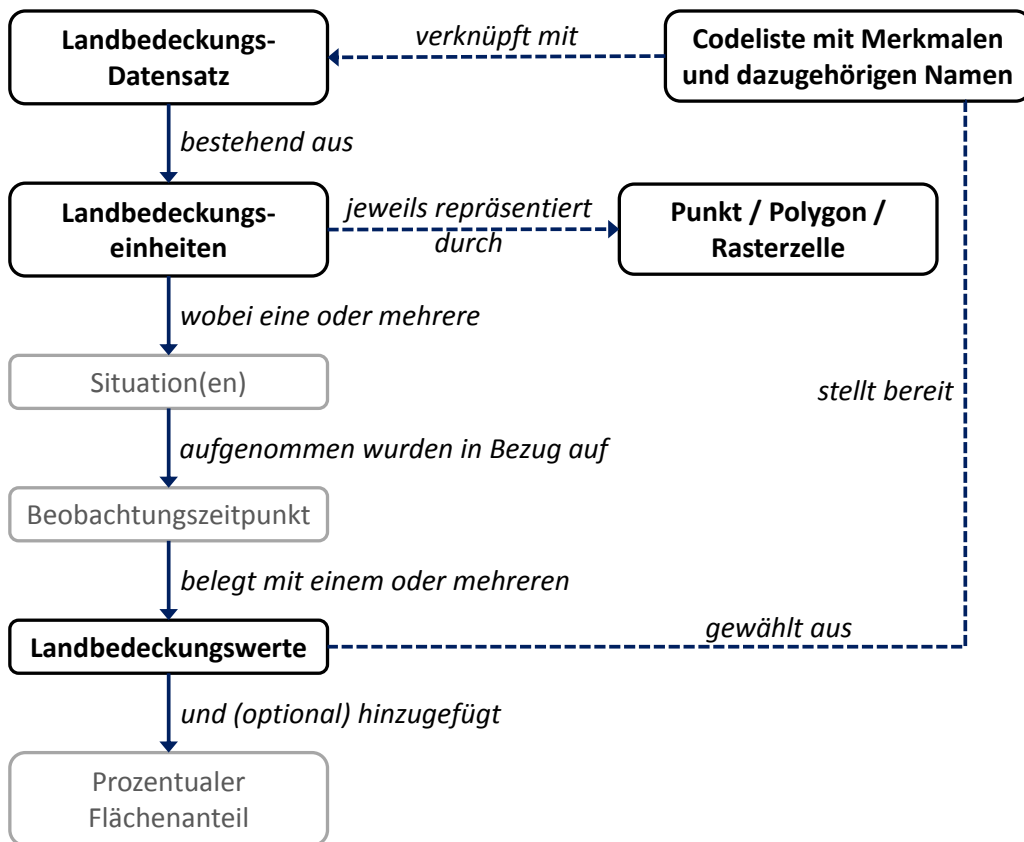 Landbedeckungs-
Datensatz
verknüpft mit
Codeliste mit Merkmalen
und dazugehörigen Namen
bestehend aus
Landbedeckungs-
einheiten
jeweils repräsentiert
durch
Punkt / Polygon /
Rasterzelle
wobei eine oder mehrere
Situation(en)
stellt bereit
aufgenommen wurden in Bezug auf
Beobachtungszeitpunkt
belegt mit einem oder mehreren
Landbedeckungswerte
gewählt aus
und (optional) hinzugefügt
Prozentualer
Flächenanteil